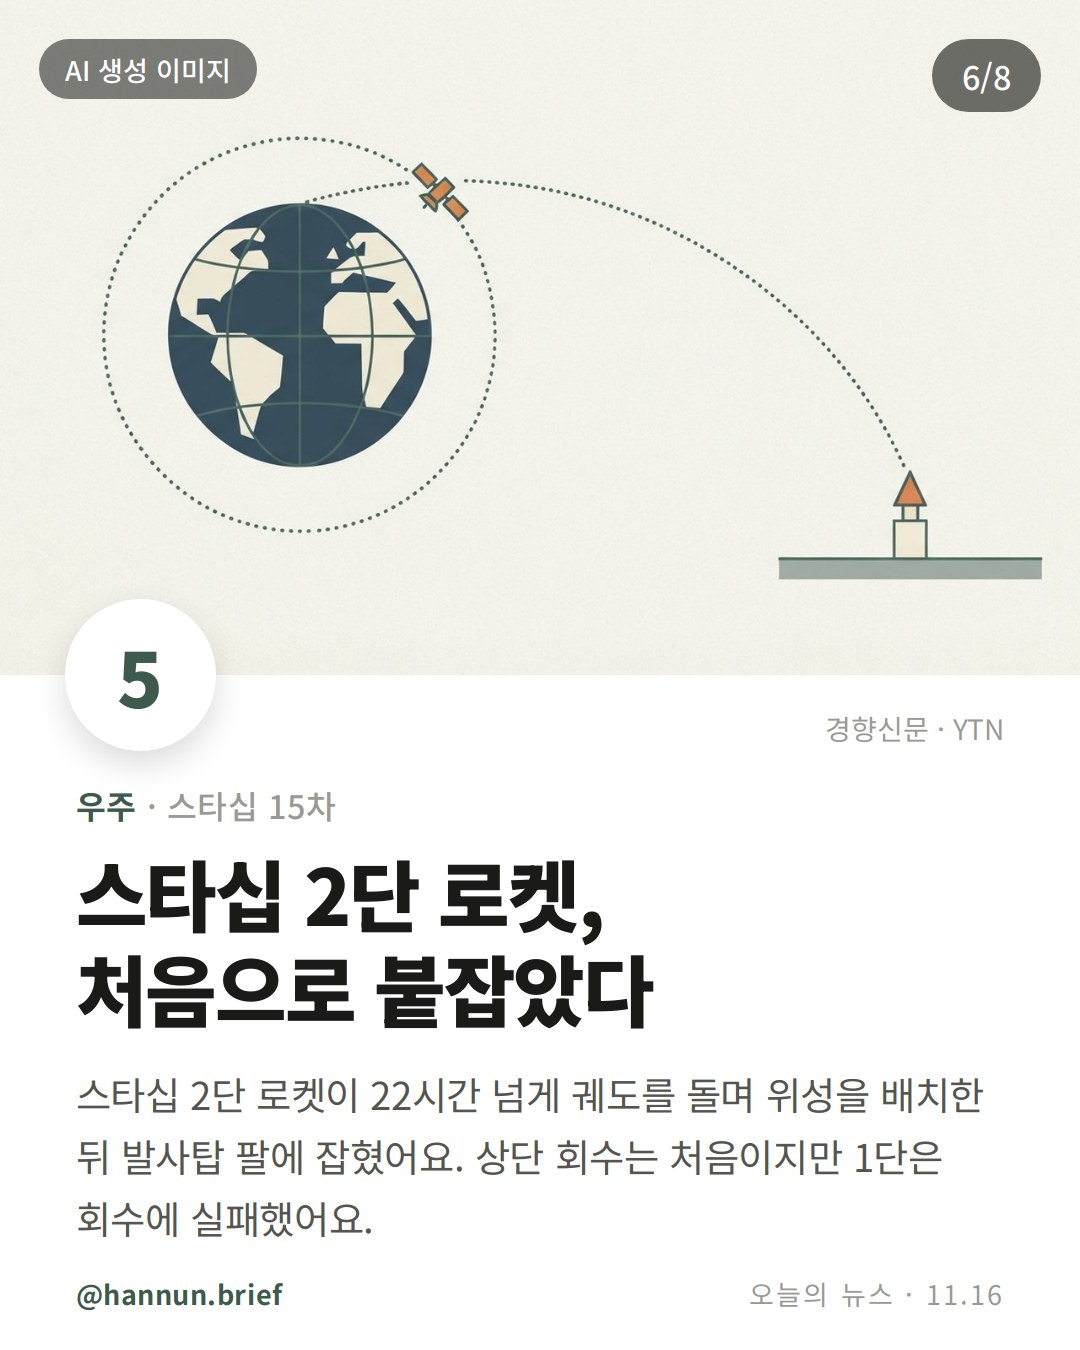 AI 생성 이미지
6/8
5
경향신문 · YTN
우주 · 스타십 15차
스타십 2단 로켓,
처음으로 붙잡았다
스타십 2단 로켓이 22시간 넘게 궤도를 돌며 위성을 배치한
뒤 발사탑 팔에 잡혔어요. 상단 회수는 처음이지만 1단은
회수에 실패했어요.
@hannun.brief
오늘의 뉴스 · 11.16